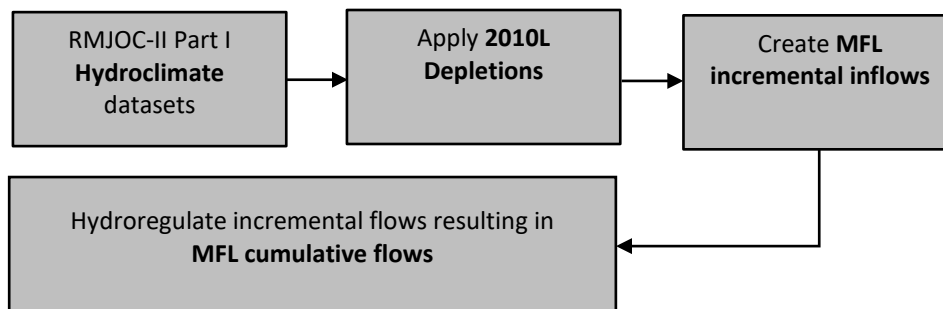 RMJOC-II Part I
Hydroclimate
datasets
Apply 2010L
Depletions
Create MFL
incremental inflows
Hydroregulate incremental flows resulting in
MFL cumulative flows